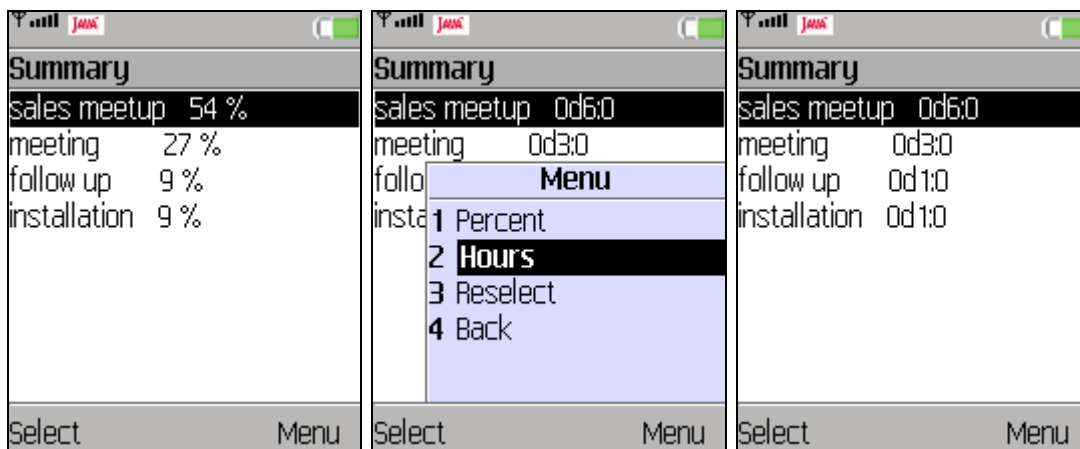 JAVA
Summary
sales meetup 54 %
meeting 27 %
follow up 9 %
installation 9 %
Select Menu
JAVA
Summary
sales meetup 0d6:0
meeting 0d3:0
follo
insta
Menu
1 Percent
2 Hours
3 Reselect
4 Back
Select Menu
JAVA
Summary
sales meetup 0d6:0
meeting 0d3:0
follow up 0d1:0
installation 0d1:0
Select Menu